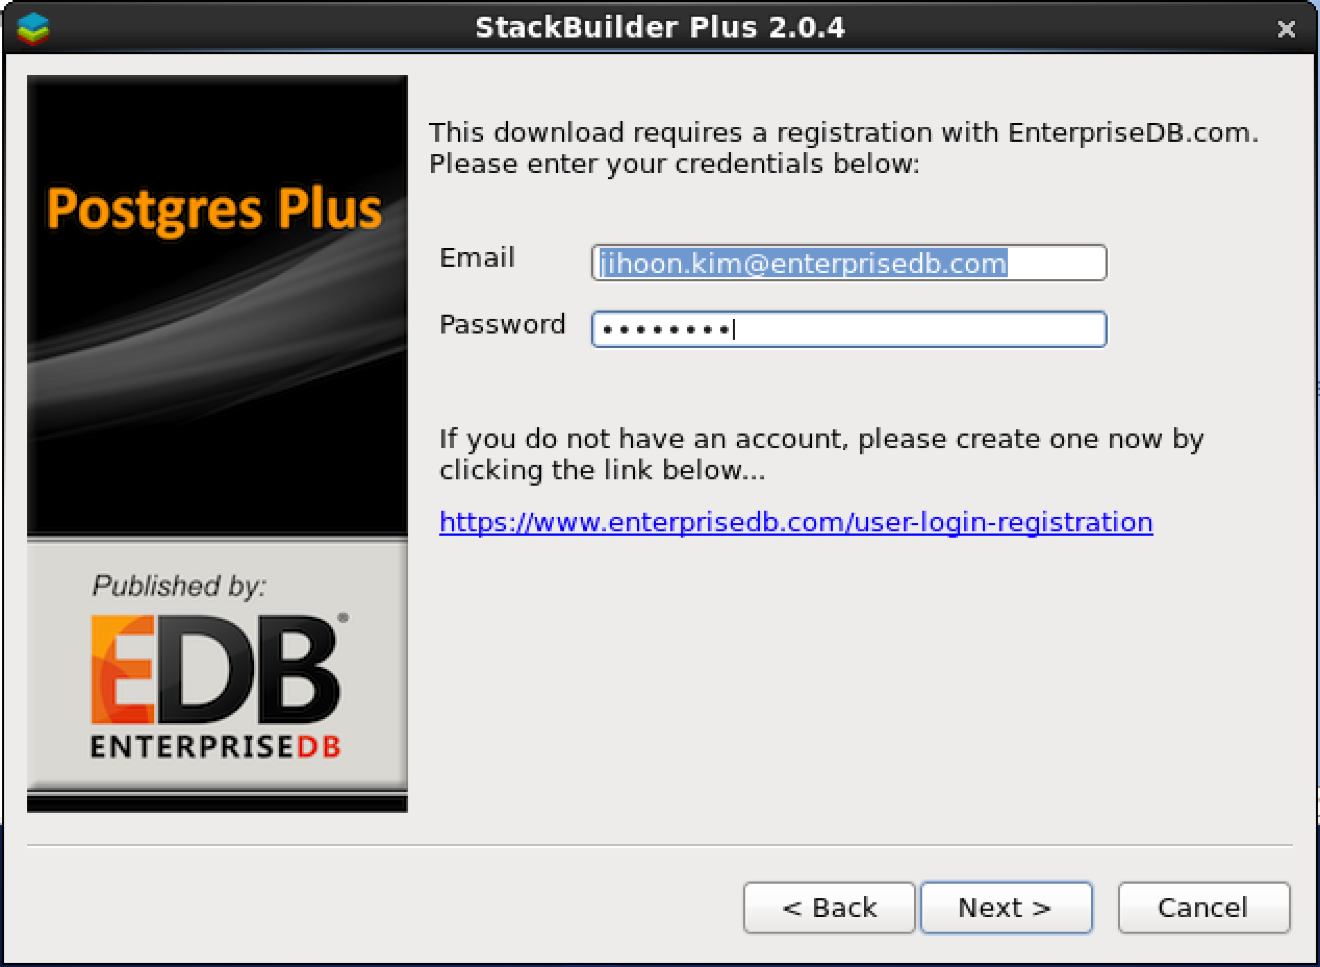 StackBuilder Plus 2.0.4
Postgres Plus
Published by:
EDB®
ENTERPRISEDB
This download requires a registration with EnterpriseDB.com.
Please enter your credentials below:
Email
jihoon.kim@enterprisedb.com
Password
••••••••
If you do not have an account, please create one now by
clicking the link below...
https://www.enterprisedb.com/user-login-registration
< Back
Next >
Cancel